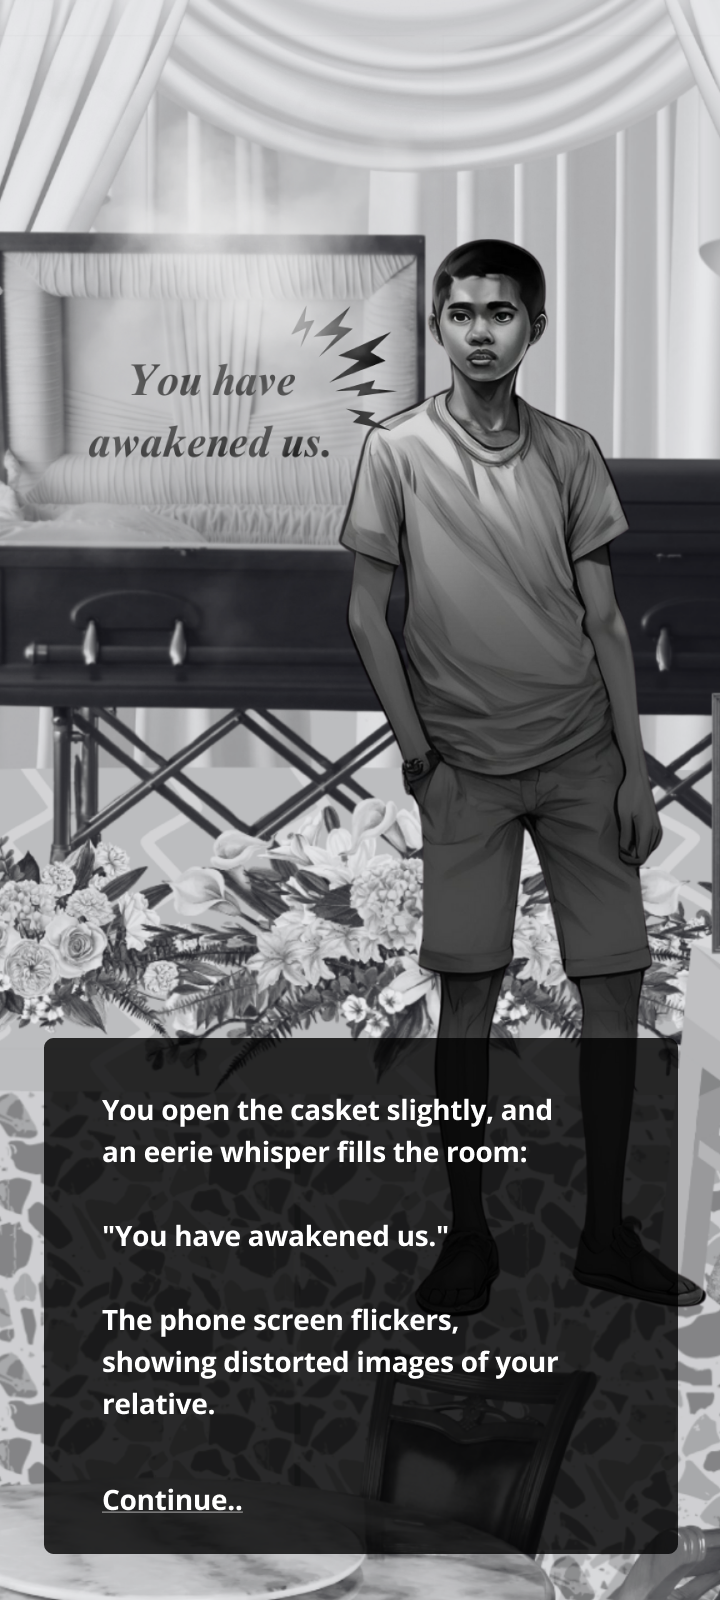 You have
awakened us.
You open the casket slightly, and
an eerie whisper fills the room:
"You have awakened us."
The phone screen flickers,
showing distorted images of your
relative.
Continue..